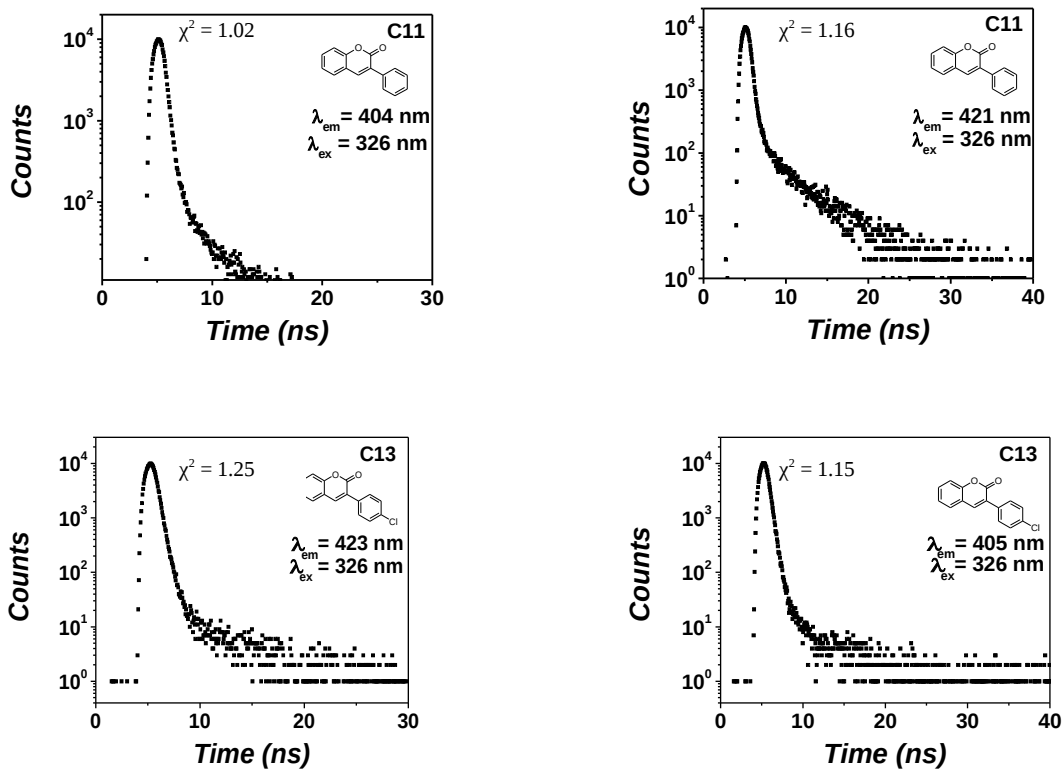 χ² = 1.02
C11
O
O
λem = 404 nm
λex = 326 nm
10⁴
10³
10²
Counts
0 10 20 30
Time (ns)
χ² = 1.16
C11
O
O
λem = 421 nm
λex = 326 nm
10⁴
10³
10²
10¹
10⁰
Counts
0 10 20 30 40
Time (ns)
χ² = 1.25
C13
O
O
Cl
λem = 423 nm
λex = 326 nm
10⁴
10³
10²
10¹
10⁰
Counts
0 10 20 30
Time (ns)
χ² = 1.15
C13
O
O
Cl
λem = 405 nm
λex = 326 nm
10⁴
10³
10²
10¹
10⁰
Counts
0 10 20 30 40
Time (ns)